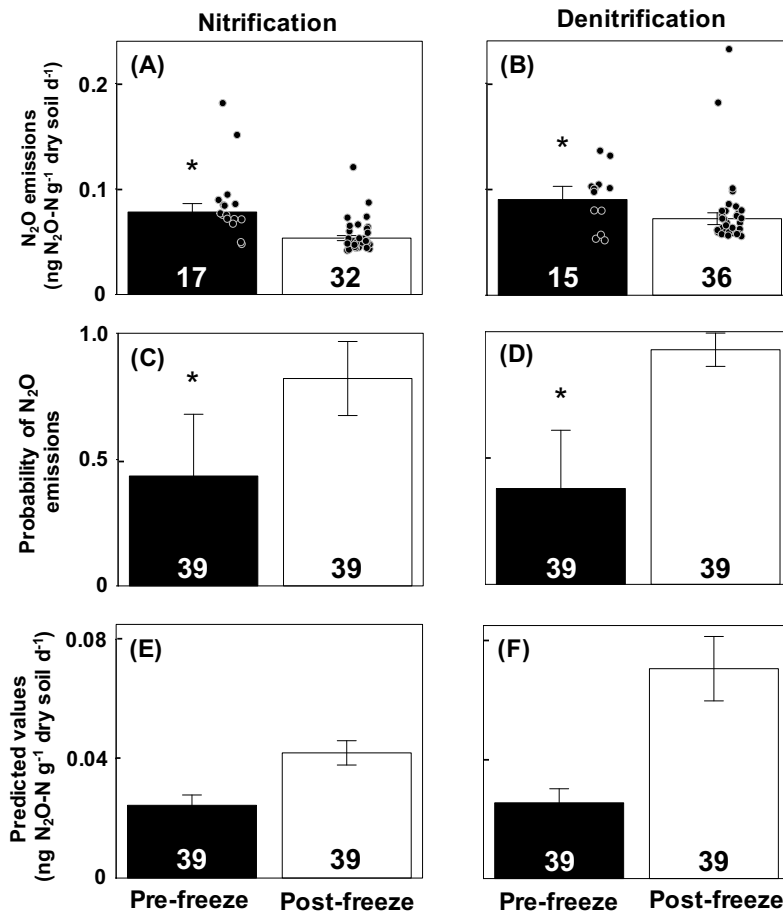 Nitrification
Denitrification
N₂O emissions
(ng N₂O-N g⁻¹ dry soil d⁻¹)
0.2
0.1
0
(A)
*
17
32
(B)
*
15
36
Probability of N₂O
emissions
1.0
0.5
0
(C)
*
39
39
(D)
*
39
39
Predicted values
(ng N₂O-N g⁻¹ dry soil d⁻¹)
0.08
0.04
0
(E)
39
39
(F)
39
39
Pre-freeze Post-freeze
Pre-freeze Post-freeze